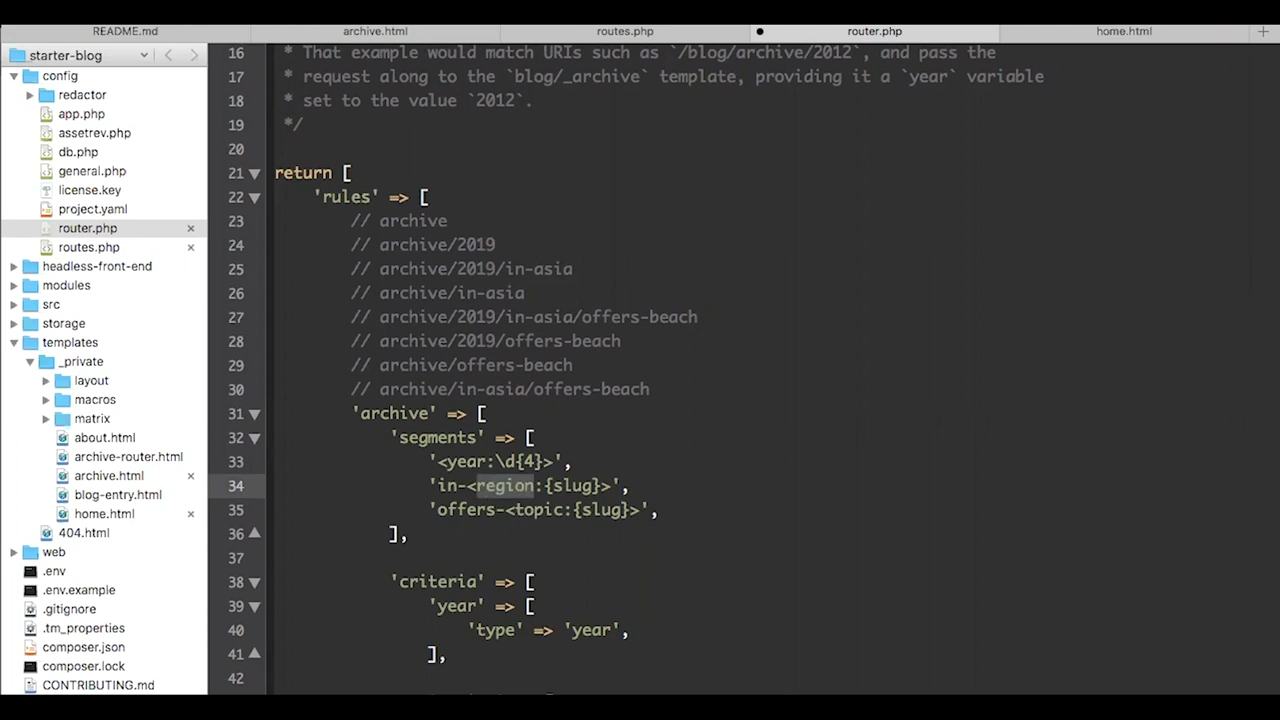 README.md
archive.html
routes.php
router.php
home.html
starter-blog
config
redactor
app.php
assetrev.php
db.php
general.php
license.key
project.yaml
router.php
routes.php
headless-front-end
modules
src
storage
templates
_private
layout
macros
matrix
about.html
archive-router.html
archive.html
blog-entry.html
home.html
404.html
web
.env
.env.example
.gitignore
.tm_properties
composer.json
composer.lock
CONTRIBUTING.md
16 * That example would match URIs such as `/blog/archive/2012`, and pass the
17 * request along to the `blog/_archive` template, providing it a `year` variable
18 * set to the value `2012`.
19 */
20
21 return [
22 'rules' => [
23 // archive
24 // archive/2019
25 // archive/2019/in-asia
26 // archive/in-asia
27 // archive/2019/in-asia/offers-beach
28 // archive/2019/offers-beach
29 // archive/offers-beach
30 // archive/in-asia/offers-beach
31 'archive' => [
32 'segments' => [
33 '<year:\d{4}>',
34 'in-<region:{slug}>',
35 'offers-<topic:{slug}>',
36 ],
37
38 'criteria' => [
39 'year' => [
40 'type' => 'year',
41 ],
42